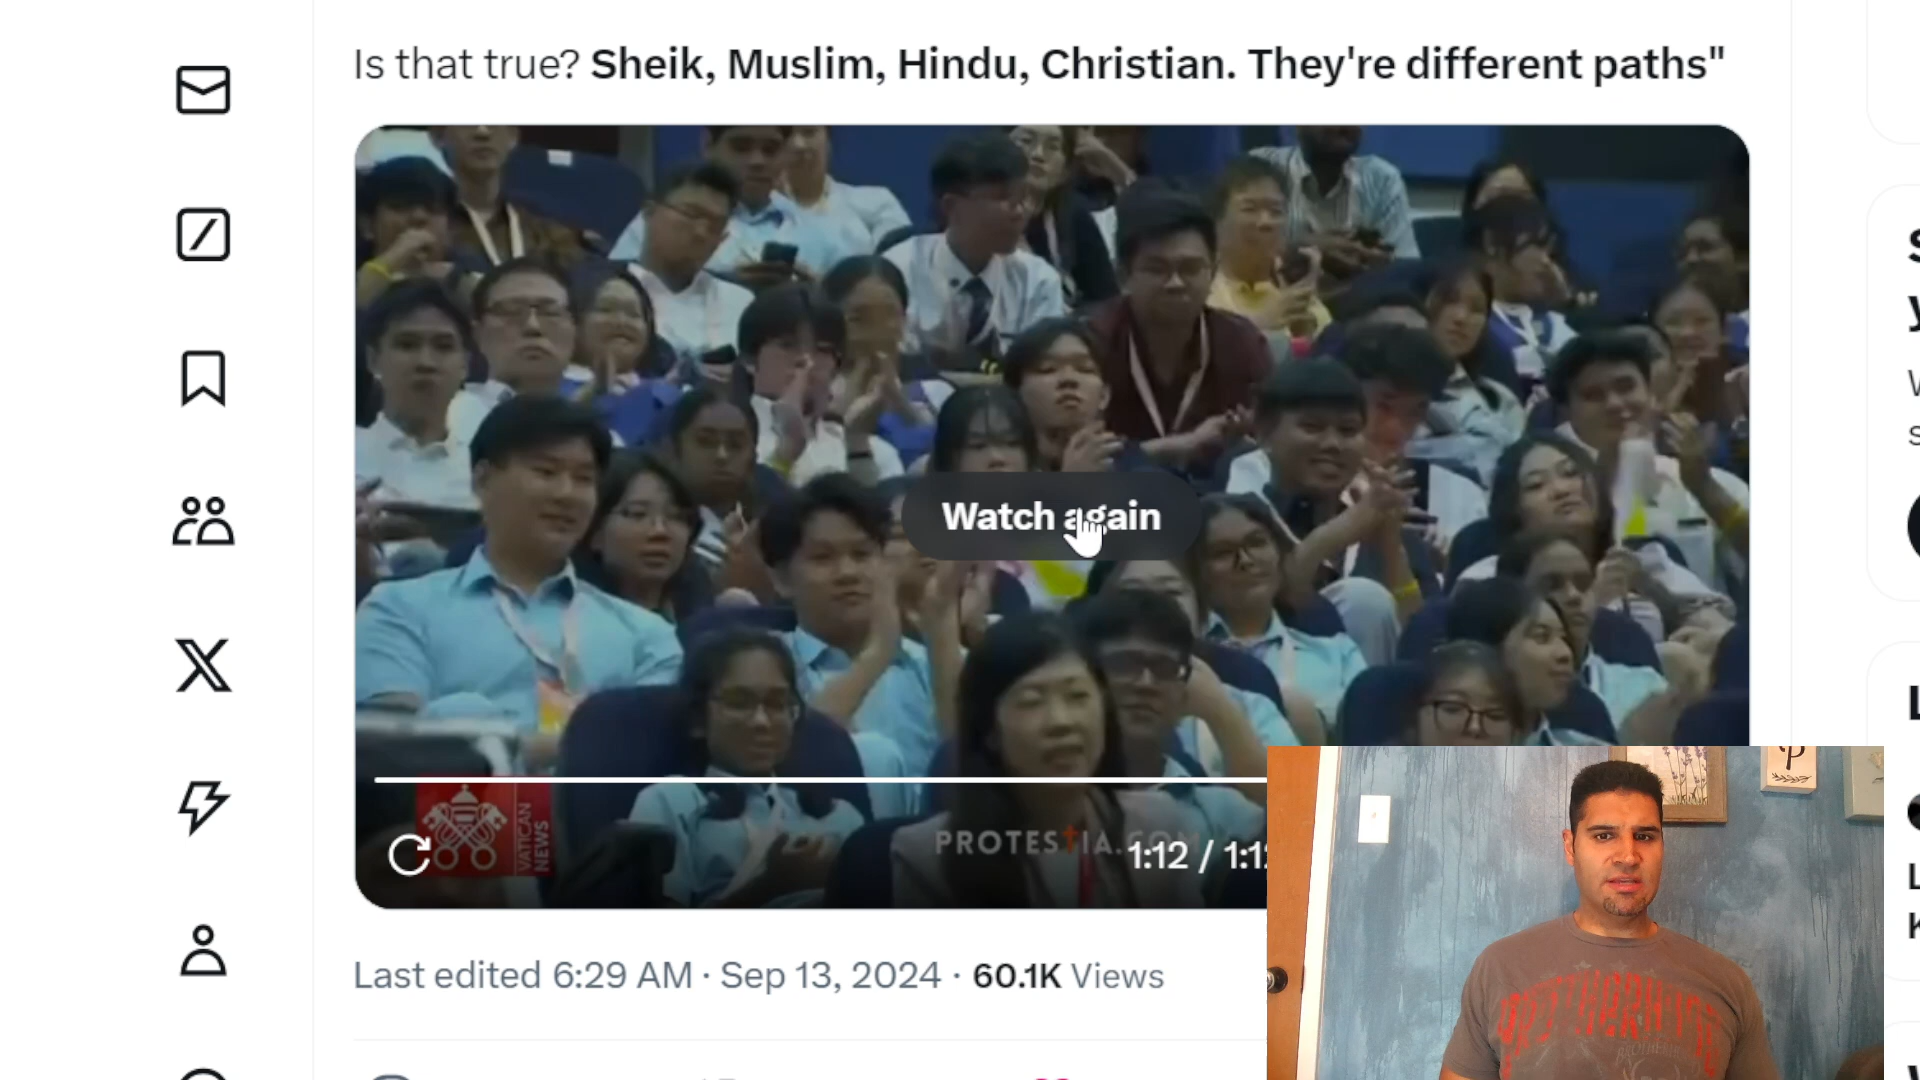 Is that true? Sheik, Muslim, Hindu, Christian. They're different paths"
Watch again
VATICAN
NEWS
PROTESTIA.COM
1:12 / 1:12
Last edited 6:29 AM · Sep 13, 2024 · 60.1K Views